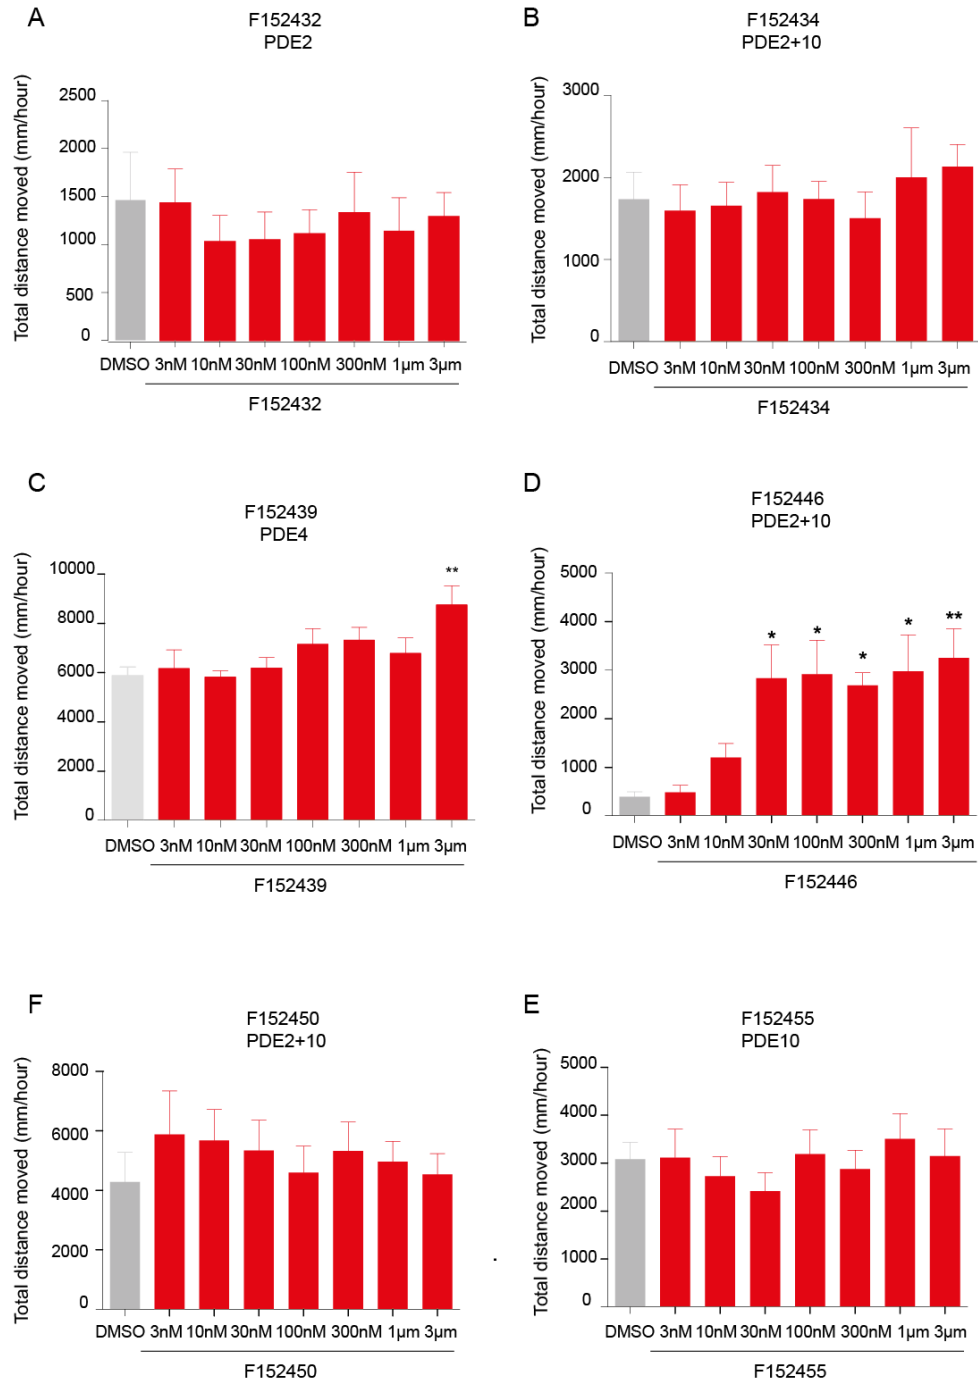 A
F152432
PDE2
Total distance moved (mm/hour)
2500
2000
1500
1000
500
0
DMSO 3nM 10nM 30nM 100nM 300nM 1µm 3µm
F152432
B
F152434
PDE2+10
Total distance moved (mm/hour)
3000
2000
1000
0
DMSO 3nM 10nM 30nM 100nM 300nM 1µm 3µm
F152434
C
F152439
PDE4
Total distance moved (mm/hour)
10000
8000
6000
4000
2000
0
**
DMSO 3nM 10nM 30nM 100nM 300nM 1µm 3µm
F152439
D
F152446
PDE2+10
Total distance moved (mm/hour)
5000
4000
3000
2000
1000
0
* * * * **
DMSO 3nM 10nM 30nM 100nM 300nM 1µm 3µm
F152446
F
F152450
PDE2+10
Total distance moved (mm/hour)
8000
6000
4000
2000
0
DMSO 3nM 10nM 30nM 100nM 300nM 1µm 3µm
F152450
.
E
F152455
PDE10
Total distance moved (mm/hour)
5000
4000
3000
2000
1000
0
DMSO 3nM 10nM 30nM 100nM 300nM 1µm 3µm
F152455